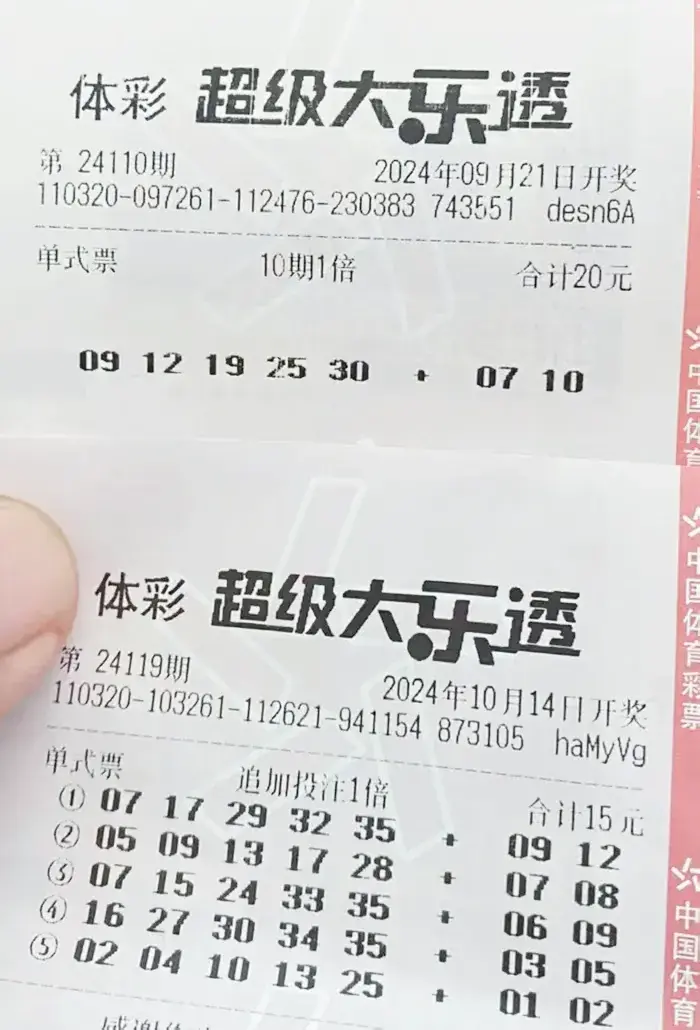 体彩 超级大乐透
第 24110期 2024年09月21日开奖
110320-097261-112476-230383 743551 desn6A
单式票 10期1倍 合计20元
09 12 19 25 30 + 07 10
体彩 超级大乐透
第 24119期 2024年10月14日开奖
110320-103261-112621-941154 873105 haMyVg
单式票 追加投注1倍 合计15元
① 07 17 29 32 35 + 09 12
② 05 09 13 17 28 + 07 08
③ 07 15 24 33 35 + 06 09
④ 16 27 30 34 35 + 03 05
⑤ 02 04 10 13 25 + 01 02
感谢
中国体育
中国体育彩票
中国体育